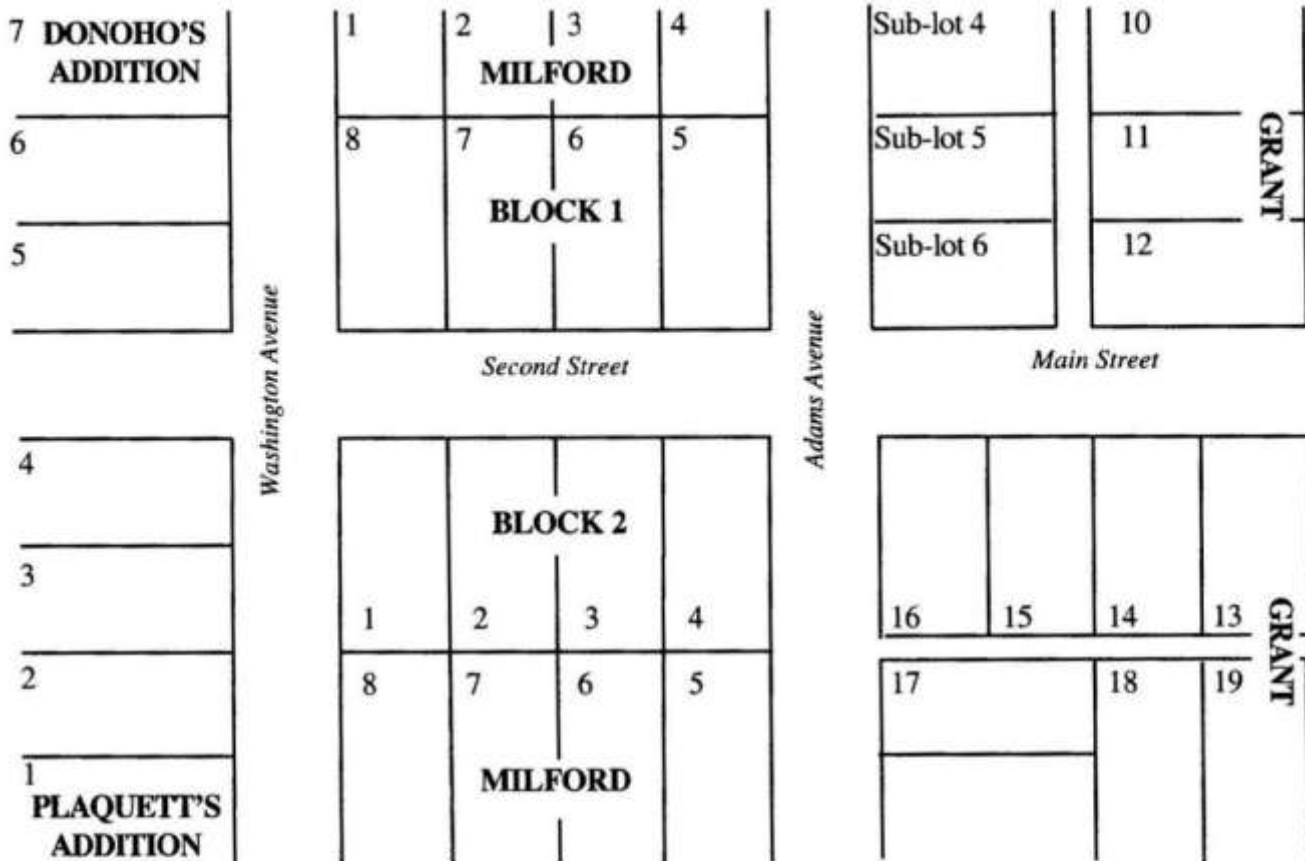 7 DONOHO'S
ADDITION
6
5
1 2 3 4
MILFORD
8 7 6 5
BLOCK 1
Sub-lot 4
Sub-lot 5
Sub-lot 6
10
11
12
GRANT
Washington Avenue
Second Street
Adams Avenue
Main Street
4
3
2
1
PLAQUETT'S
ADDITION
BLOCK 2
1 2 3 4
8 7 6 5
MILFORD
16 15 14 13
17 18 19
GRANT